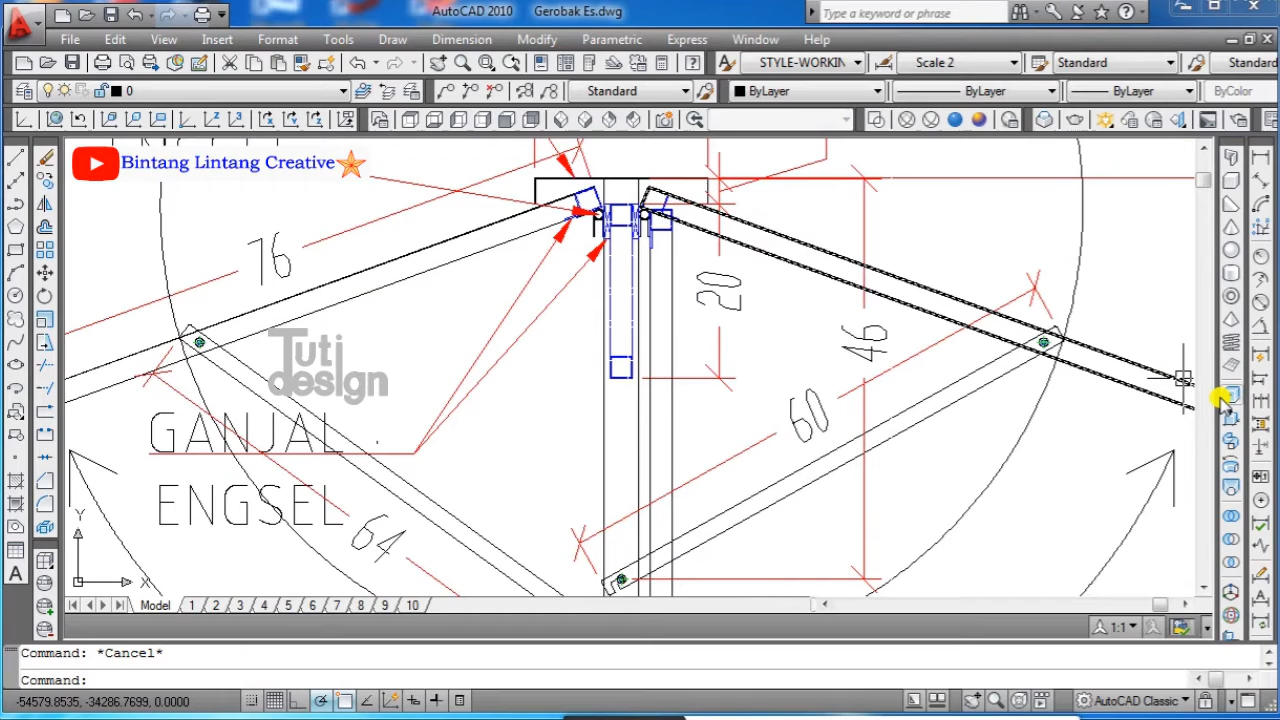 AutoCAD 2010 Gerobak Es.dwg
Type a keyword or phrase
File Edit View Insert Format Tools Draw Dimension Modify Parametric Express Window Help
STYLE-WORKIN Scale 2 Standard Standard
0 Standard ByLayer ByLayer ByLayer ByColor
Bintang Lintang Creative
76
20
46
Tuti
design
60
GANJAL
ENGSEL
64
Y
X
Model 1 2 3 4 5 6 7 8 9 10
1:1
Command: *Cancel*
Command:
-54579.8535, -34286.7699, 0.0000 AutoCAD Classic